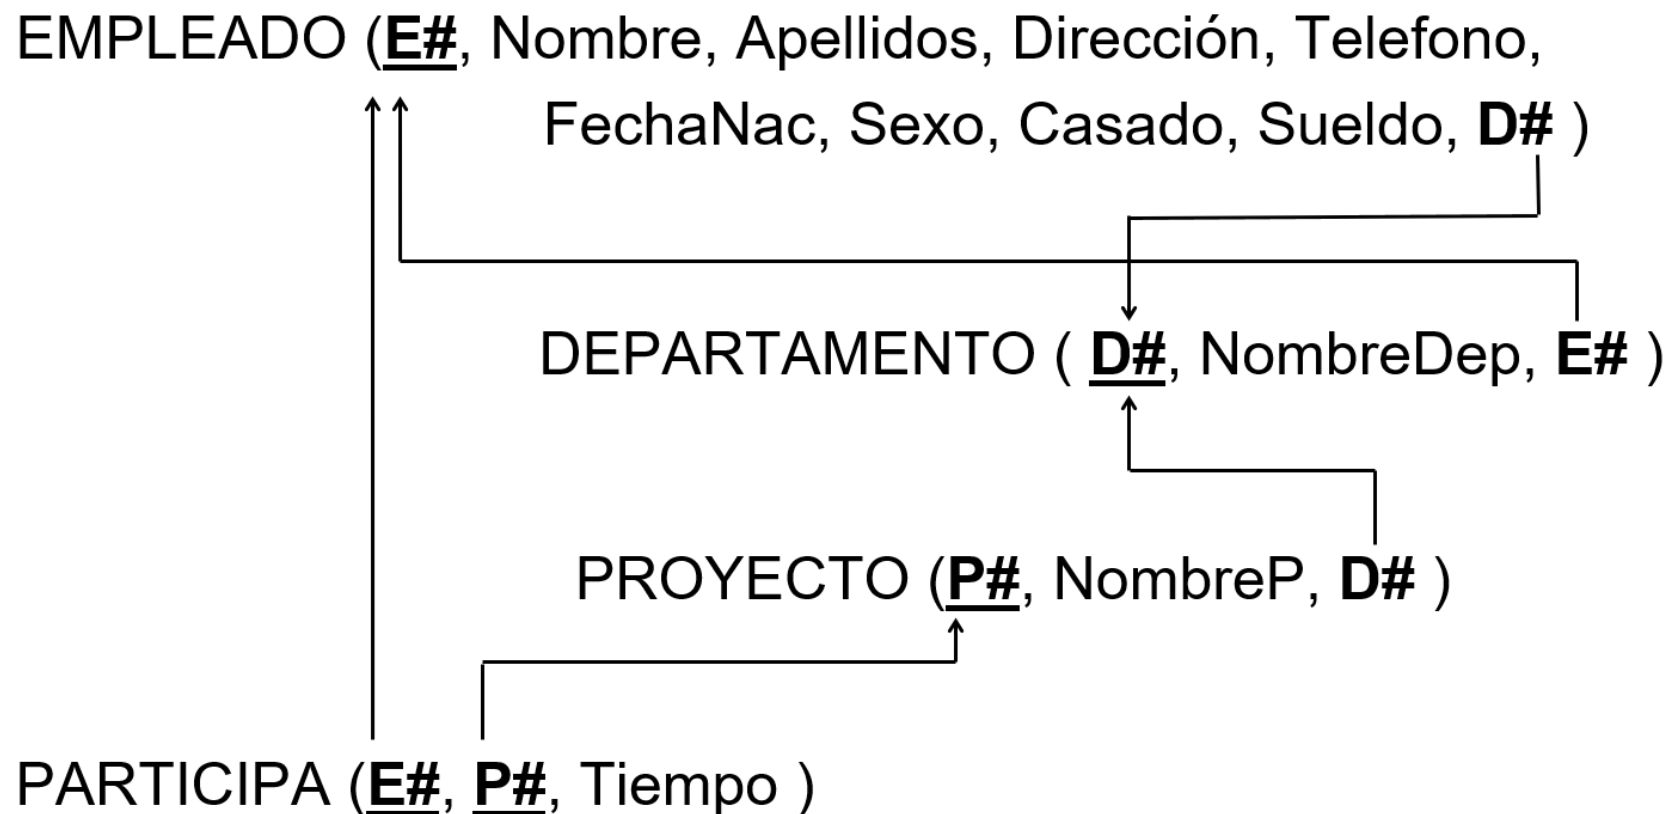 EMPLEADO (E#, Nombre, Apellidos, Dirección, Telefono,
FechaNac, Sexo, Casado, Sueldo, D# )
DEPARTAMENTO ( D#, NombreDep, E# )
PROYECTO (P#, NombreP, D# )
PARTICIPA (E#, P#, Tiempo )